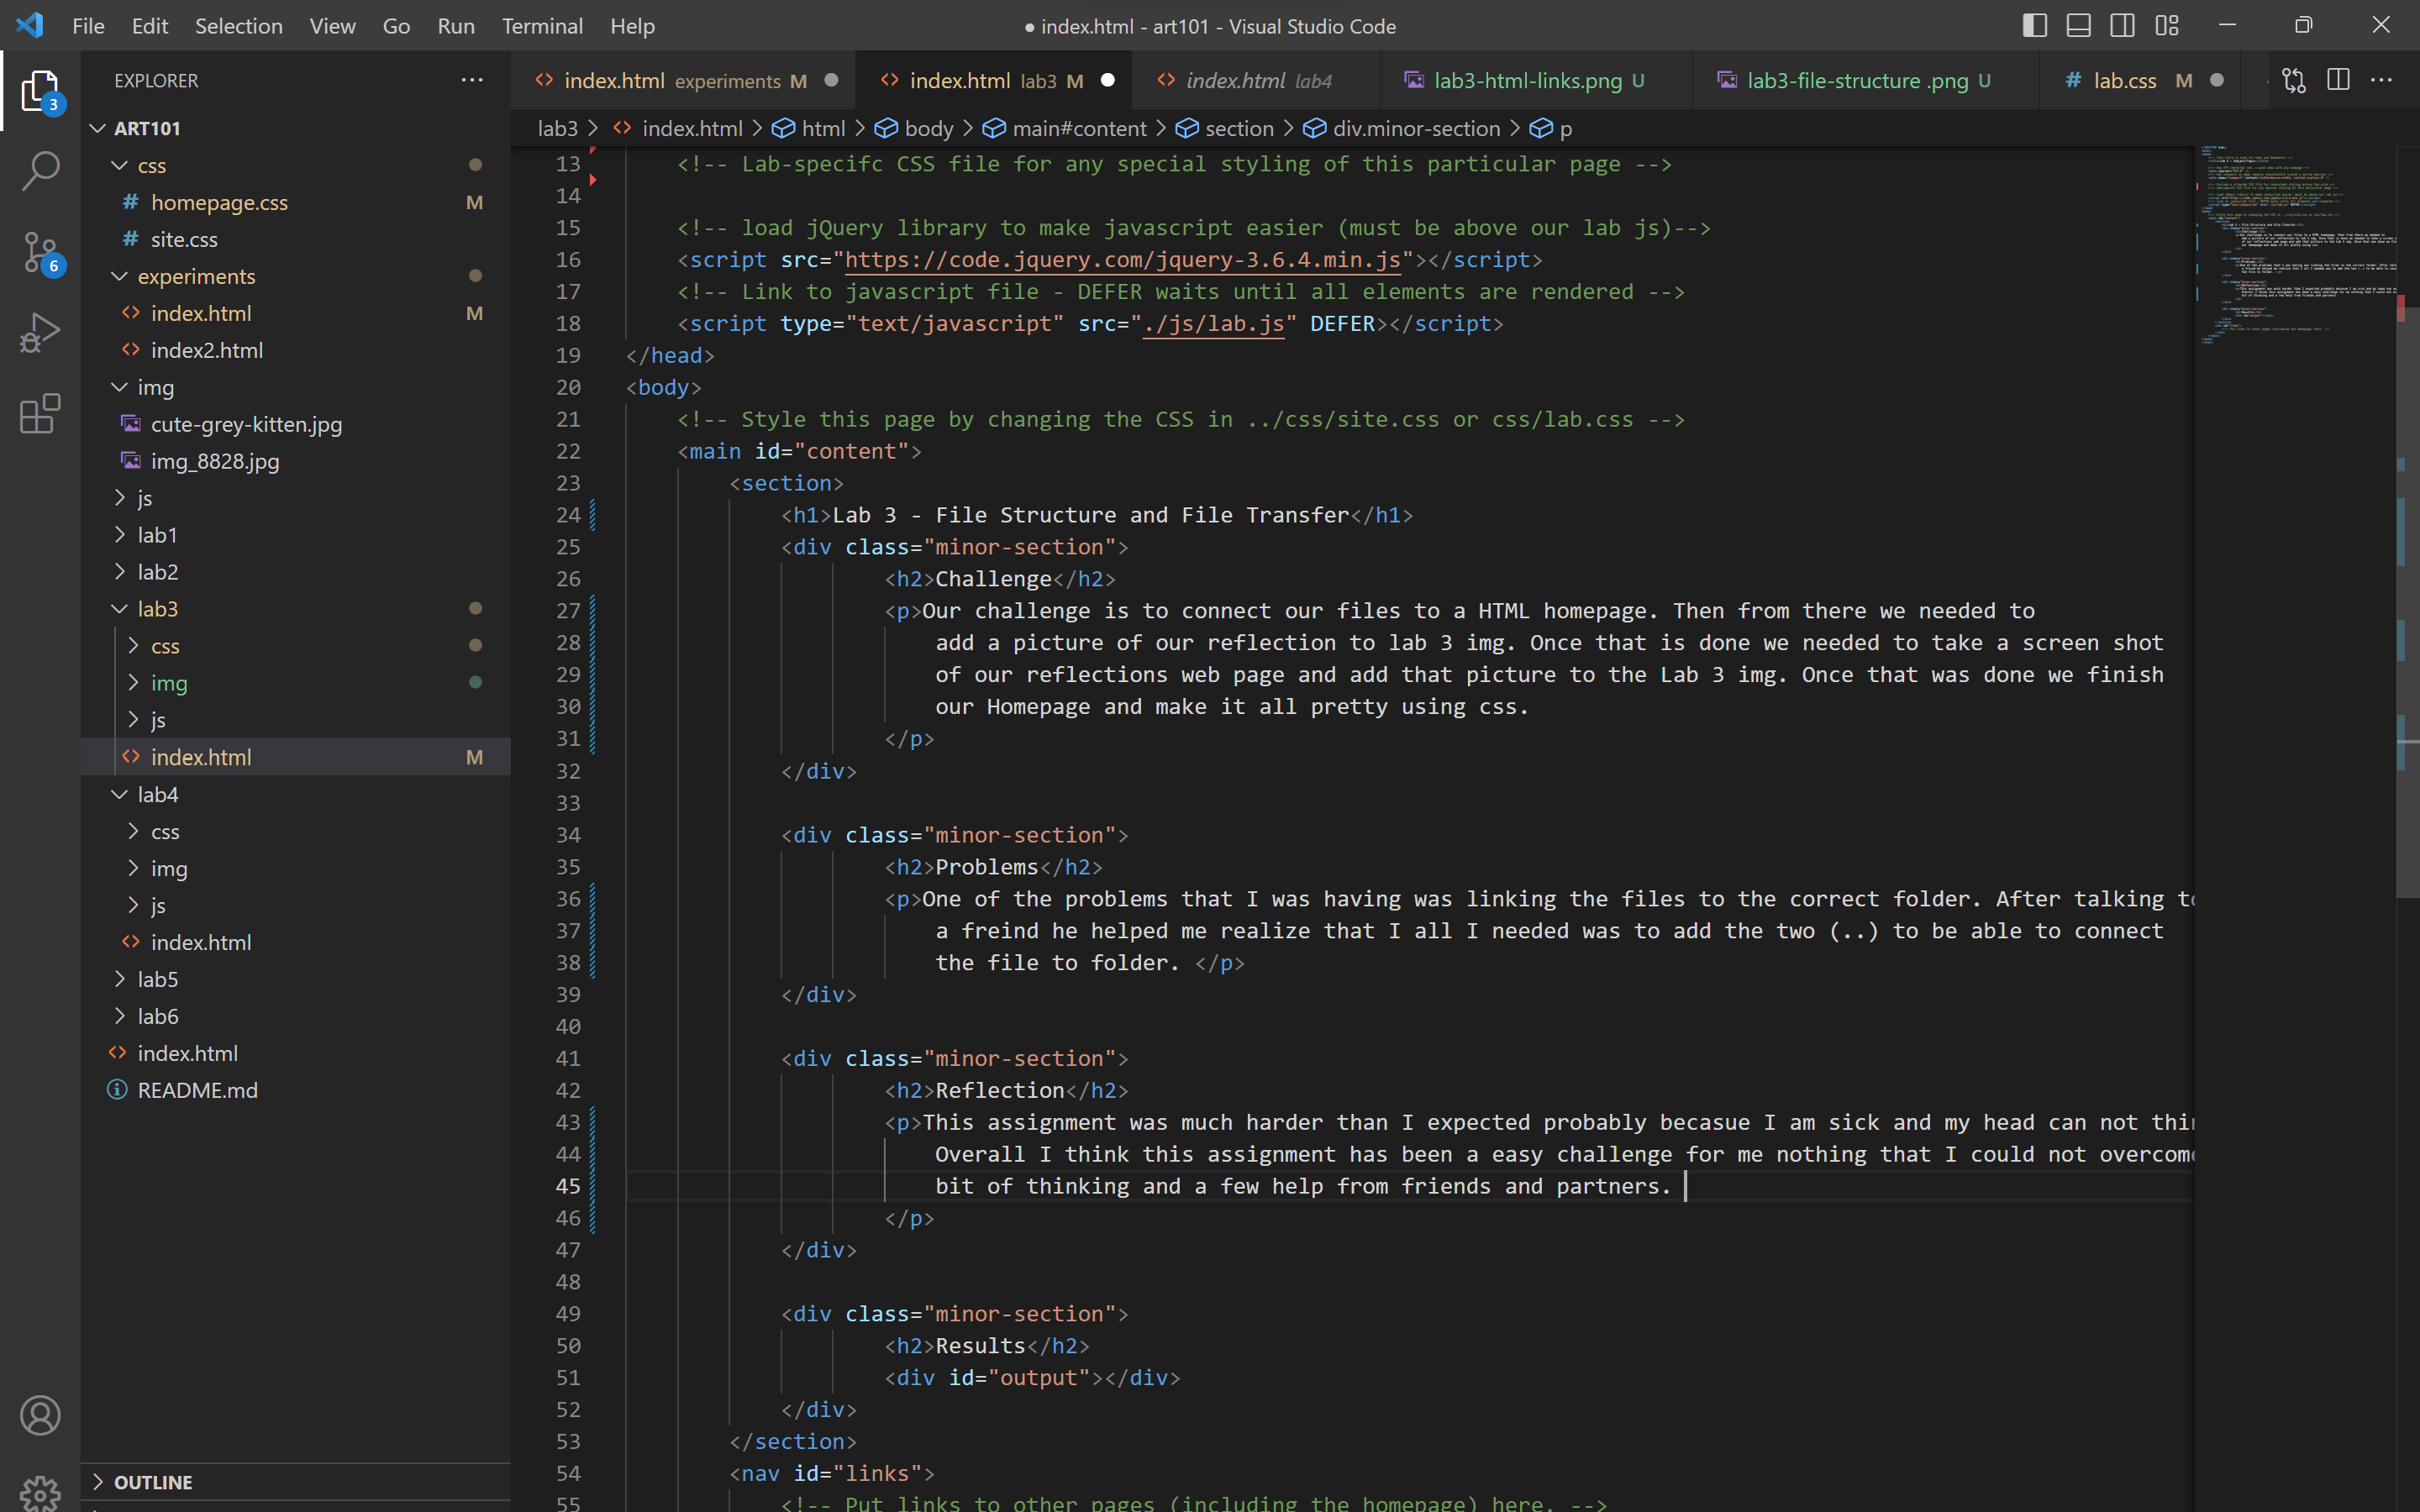 File Edit Selection View Go Run Terminal Help
● index.html - art101 - Visual Studio Code
EXPLORER
index.html experiments M
index.html lab3 M
index.html lab4
lab3-html-links.png U
lab3-file-structure .png U
# lab.css M
3
6
ART101
css
# homepage.css M
# site.css
experiments
index.html M
index2.html
img
cute-grey-kitten.jpg
img_8828.jpg
js
lab1
lab2
lab3
css
img
js
index.html M
lab4
css
img
js
index.html
lab5
lab6
index.html
README.md
OUTLINE
lab3 > index.html > html > body > main#content > section > div.minor-section > p
13 <!-- Lab-specifc CSS file for any special styling of this particular page -->
14
15 <!-- load jQuery library to make javascript easier (must be above our lab js)-->
16 <script src="https://code.jquery.com/jquery-3.6.4.min.js"></script>
17 <!-- Link to javascript file - DEFER waits until all elements are rendered -->
18 <script type="text/javascript" src="./js/lab.js" DEFER></script>
19 </head>
20 <body>
21 <!-- Style this page by changing the CSS in ../css/site.css or css/lab.css -->
22 <main id="content">
23 <section>
24 <h1>Lab 3 - File Structure and File Transfer</h1>
25 <div class="minor-section">
26 <h2>Challenge</h2>
27 <p>Our challenge is to connect our files to a HTML homepage. Then from there we needed to
28 add a picture of our reflection to lab 3 img. Once that is done we needed to take a screen shot
29 of our reflections web page and add that picture to the Lab 3 img. Once that was done we finish
30 our Homepage and make it all pretty using css.
31 </p>
32 </div>
33
34 <div class="minor-section">
35 <h2>Problems</h2>
36 <p>One of the problems that I was having was linking the files to the correct folder. After talking to
37 a freind he helped me realize that I all I needed was to add the two (..) to be able to connect
38 the file to folder. </p>
39 </div>
40
41 <div class="minor-section">
42 <h2>Reflection</h2>
43 <p>This assignment was much harder than I expected probably becasue I am sick and my head can not
44 Overall I think this assignment has been a easy challenge for me nothing that I could not overcome
45 bit of thinking and a few help from friends and partners.
46 </p>
47 </div>
48
49 <div class="minor-section">
50 <h2>Results</h2>
51 <div id="output"></div>
52 </div>
53 </section>
54 <nav id="links">
55 <!-- Put links to other pages (including the homepage) here. -->